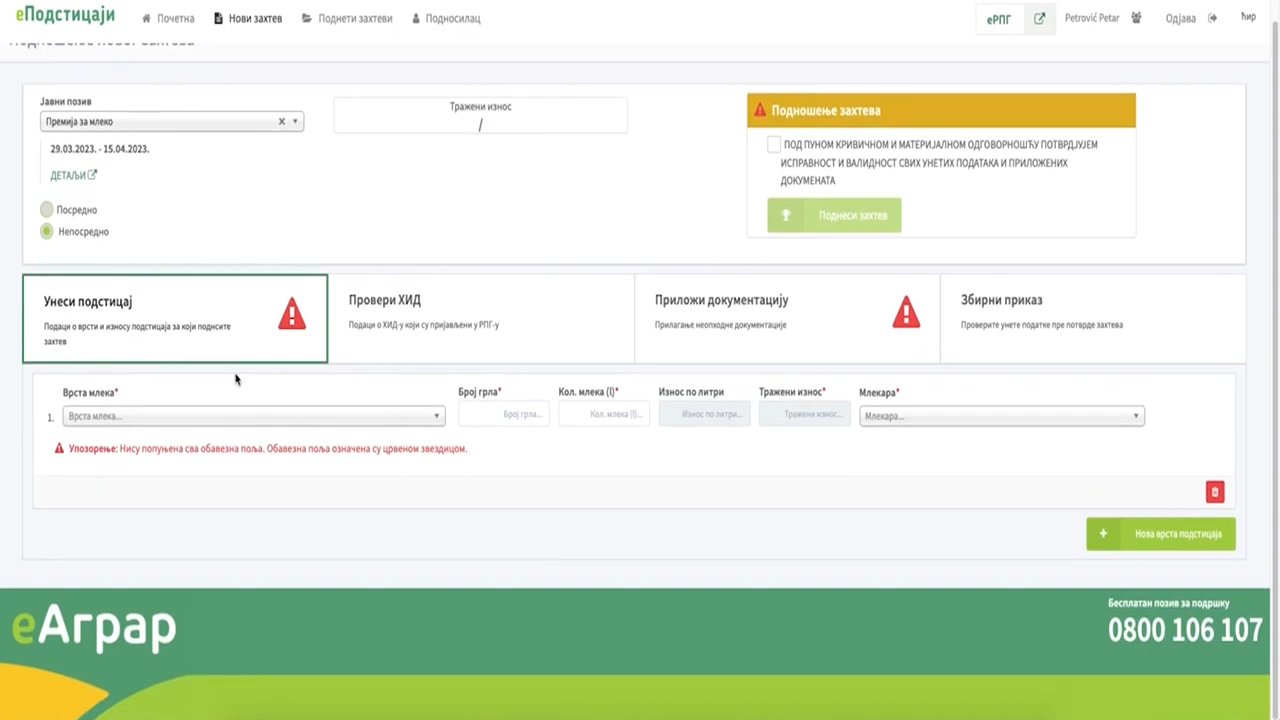 еПодстицаји
Почетна
Нови захтев
Поднети захтеви
Подносилац
еРПГ
Petrović Petar
Одјава
Ћир
Подношење новог захтева
Јавни позив
Премија за млеко
29.03.2023. - 15.04.2023.
ДЕТАЉИ
Посредно
Непосредно
Тражени износ
/
Подношење захтева
ПОД ПУНОМ КРИВИЧНОМ И МАТЕРИЈАЛНОМ ОДГОВОРНОШЋУ ПОТВРДЈУЈЕМ
ИСПРАВНОСТ И ВАЛИДНОСТ СВИХ УНЕТИХ ПОДАТАКА И ПРИЛОЖЕНИХ
ДОКУМЕНАТА
Поднеси захтев
Унеси подстицај
Подаци о врсти и износу подстицаја за који поднсите
захтев
Провери ХИД
Подаци о ХИД-у који су пријављени у РПГ-у
Приложи документацију
Прилагање неопходне документације
Збирни приказ
Проверите унете податке пре потврде захтева
Врста млека*
Број грла*
Кол. млека (l)*
Износ по литри
Тражени износ*
Млекара*
1.
Врста млека...
Број грла...
Кол. млека (l)...
Износ по литри...
Тражени износ...
Млекара...
Упозорење: Нису попуњена сва обавезна поља. Обавезна поља означена су црвеном звездицом.
Нова врста подстицаја
еАграр
Бесплатан позив за подршку
0800 106 107